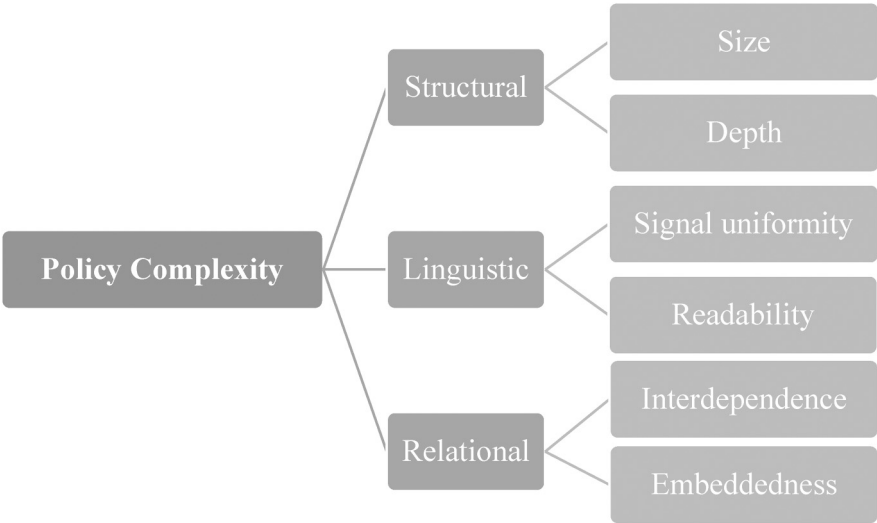 Policy Complexity
Structural
Size
Depth
Linguistic
Signal uniformity
Readability
Relational
Interdependence
Embeddedness